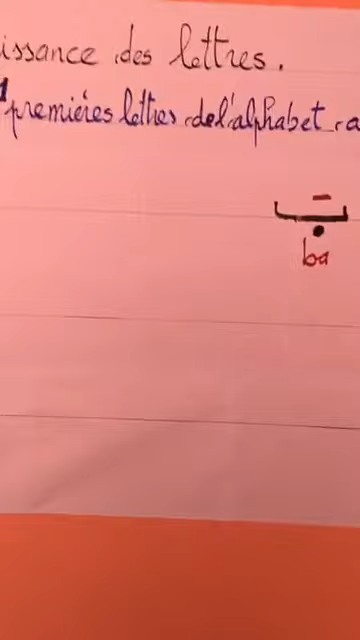 issance des lettres.
premières lettres de l'alphabet a
بَ
ba